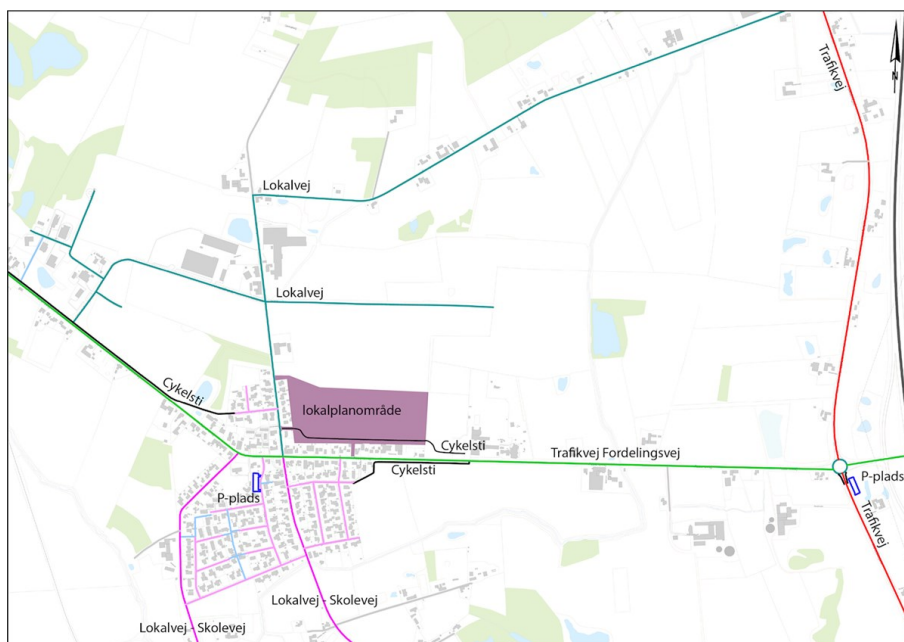 Trafikvej
N
Lokalvej
Lokalvej
Cykelsti
lokalplanområde
Cykelsti
Trafikvej Fordelingsvej
Cykelsti
P-plads
P-plads
Trafikvej
Lokalvej - Skolevej
Lokalvej - Skolevej